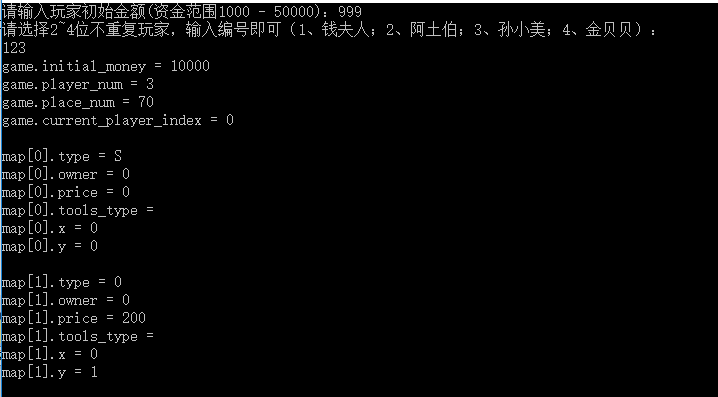 请输入玩家初始金额(资金范围1000 - 50000): 999
请选择2~4位不重复玩家, 输入编号即可 (1、钱夫人; 2、阿土伯; 3、孙小美; 4、金贝贝) :
123
game.initial_money = 10000
game.player_num = 3
game.place_num = 70
game.current_player_index = 0
map[0].type = S
map[0].owner = 0
map[0].price = 0
map[0].tools_type =
map[0].x = 0
map[0].y = 0
map[1].type = 0
map[1].owner = 0
map[1].price = 200
map[1].tools_type =
map[1].x = 0
map[1].y = 1